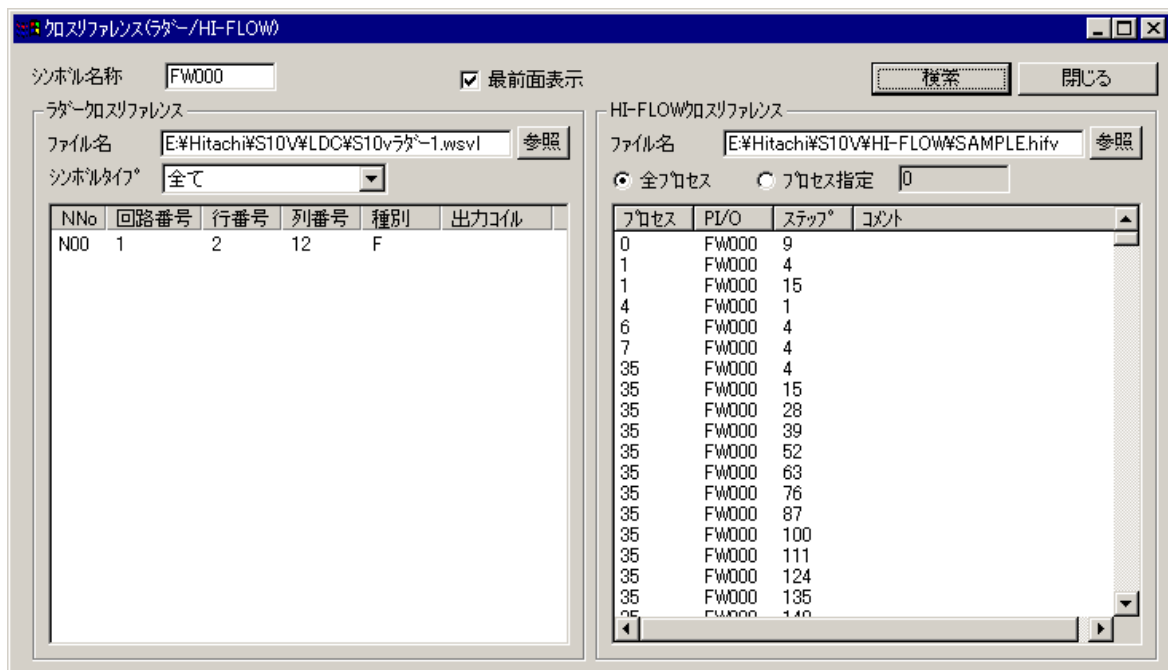 クロスリファレンス(ラダー/HI-FLOW)
シンボル名称 FW000 最前面表示 検索 閉じる
ラダークロスリファレンス
ファイル名 E:¥Hitachi¥S10V¥LDC¥S10vラダー1.wsvl 参照
シンボルタイプ 全て
NNo 回路番号 行番号 列番号 種別 出力コイル
N00 1 2 12 F
HI-FLOWクロスリファレンス
ファイル名 E:¥Hitachi¥S10V¥HI-FLOW¥SAMPLE.hifv 参照
全プロセス プロセス指定 0
プロセス PI/O ステップ コメント
0 FW000 9
1 FW000 4
1 FW000 15
4 FW000 1
6 FW000 4
7 FW000 4
35 FW000 4
35 FW000 15
35 FW000 28
35 FW000 39
35 FW000 52
35 FW000 63
35 FW000 76
35 FW000 87
35 FW000 100
35 FW000 111
35 FW000 124
35 FW000 135